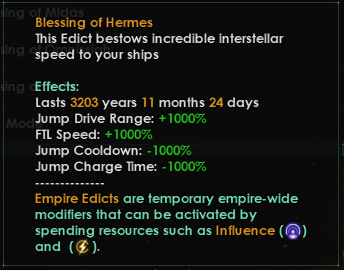 Blessing of Hermes
This Edict bestows incredible interstellar
speed to your ships
Effects:
Lasts 3203 years 11 months 24 days
Jump Drive Range: +1000%
FTL Speed: +1000%
Jump Cooldown: -1000%
Jump Charge Time: -1000%
--------------
Empire Edicts are temporary empire-wide
modifiers that can be activated by
spending resources such as Influence ( )
and ( ).